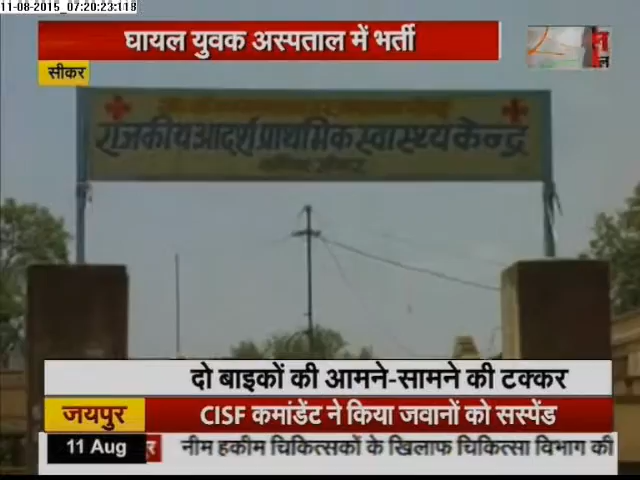 11-08-2015_07:20:23:118
घायल युवक अस्पताल में भर्ती
सीकर
राजकीय आदर्श प्राथमिक स्वास्थ्य केन्द्र
दो बाइकों की आमने-सामने की टक्कर
जयपुर
CISF कमांडेंट ने किया जवानों को सस्पेंड
11 Aug
नीम हकीम चिकित्सकों के खिलाफ चिकित्सा विभाग की